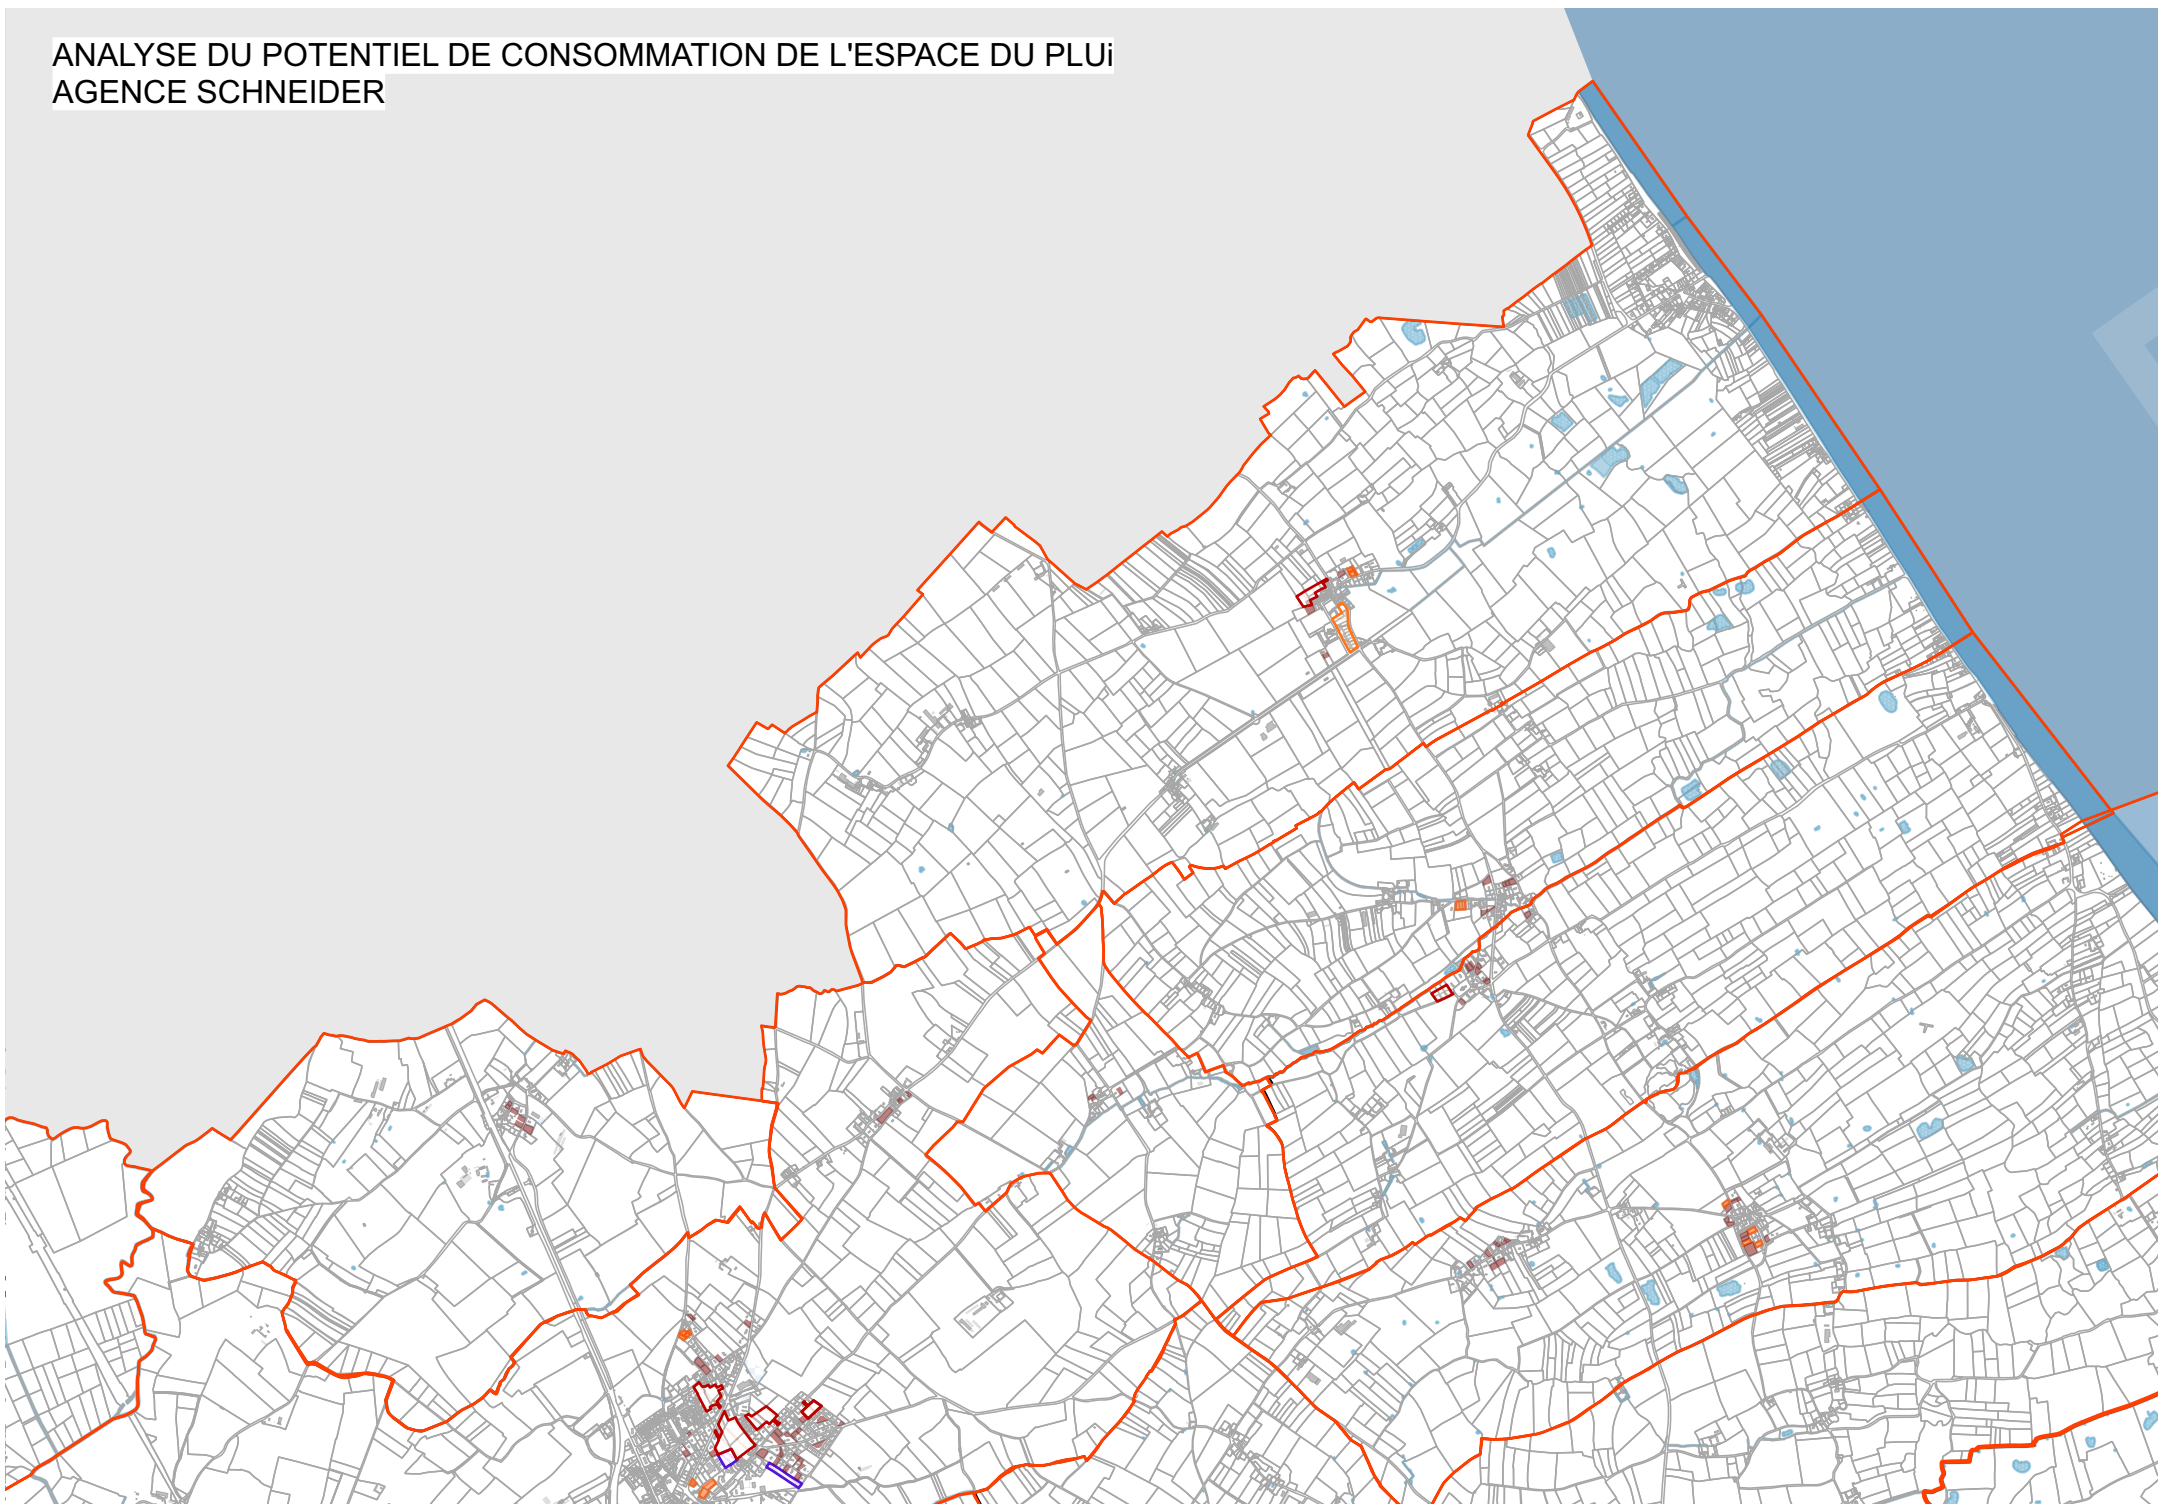 ANALYSE DU POTENTIEL DE CONSOMMATION DE L'ESPACE DU PLUi
AGENCE SCHNEIDER